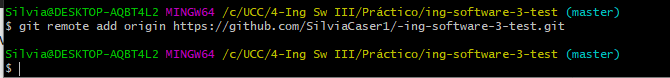 Silvia@DESKTOP-AQBT4L2 MINGW64 /c/UCC/4-Ing Sw III/Práctico/ing-software-3-test (master)
$ git remote add origin https://github.com/SilviaCaser1/-ing-software-3-test.git
Silvia@DESKTOP-AQBT4L2 MINGW64 /c/UCC/4-Ing Sw III/Práctico/ing-software-3-test (master)
$